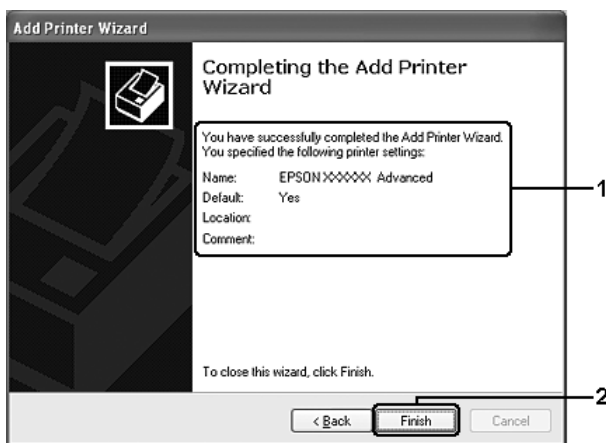 Add Printer Wizard
Completing the Add Printer
Wizard
You have successfully completed the Add Printer Wizard.
You specified the following printer settings:
Name: EPSON XXXXXX Advanced
Default: Yes
Location:
Comment:
1
To close this wizard, click Finish.
2
< Back Finish Cancel